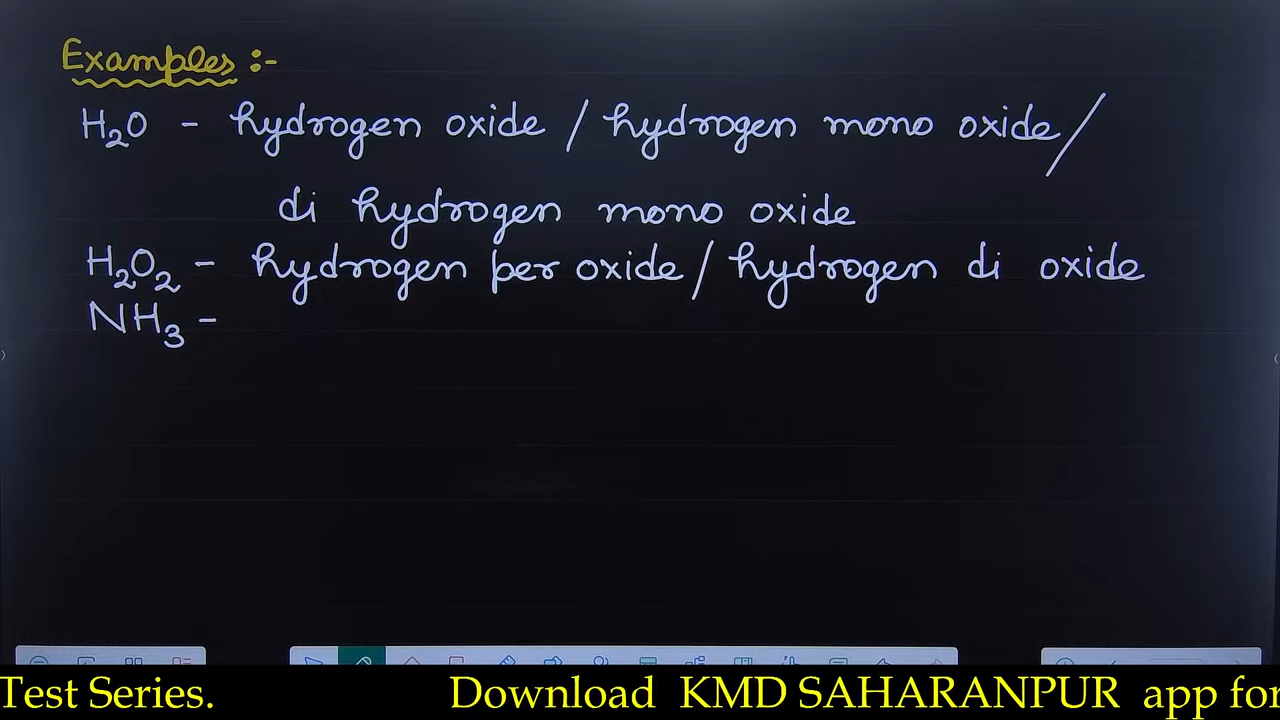 Examples :-
H₂O - hydrogen oxide / hydrogen mono oxide /
di hydrogen mono oxide
H₂O₂ - hydrogen per oxide / hydrogen di oxide
NH₃ -
Test Series. Download KMD SAHARANPUR app for